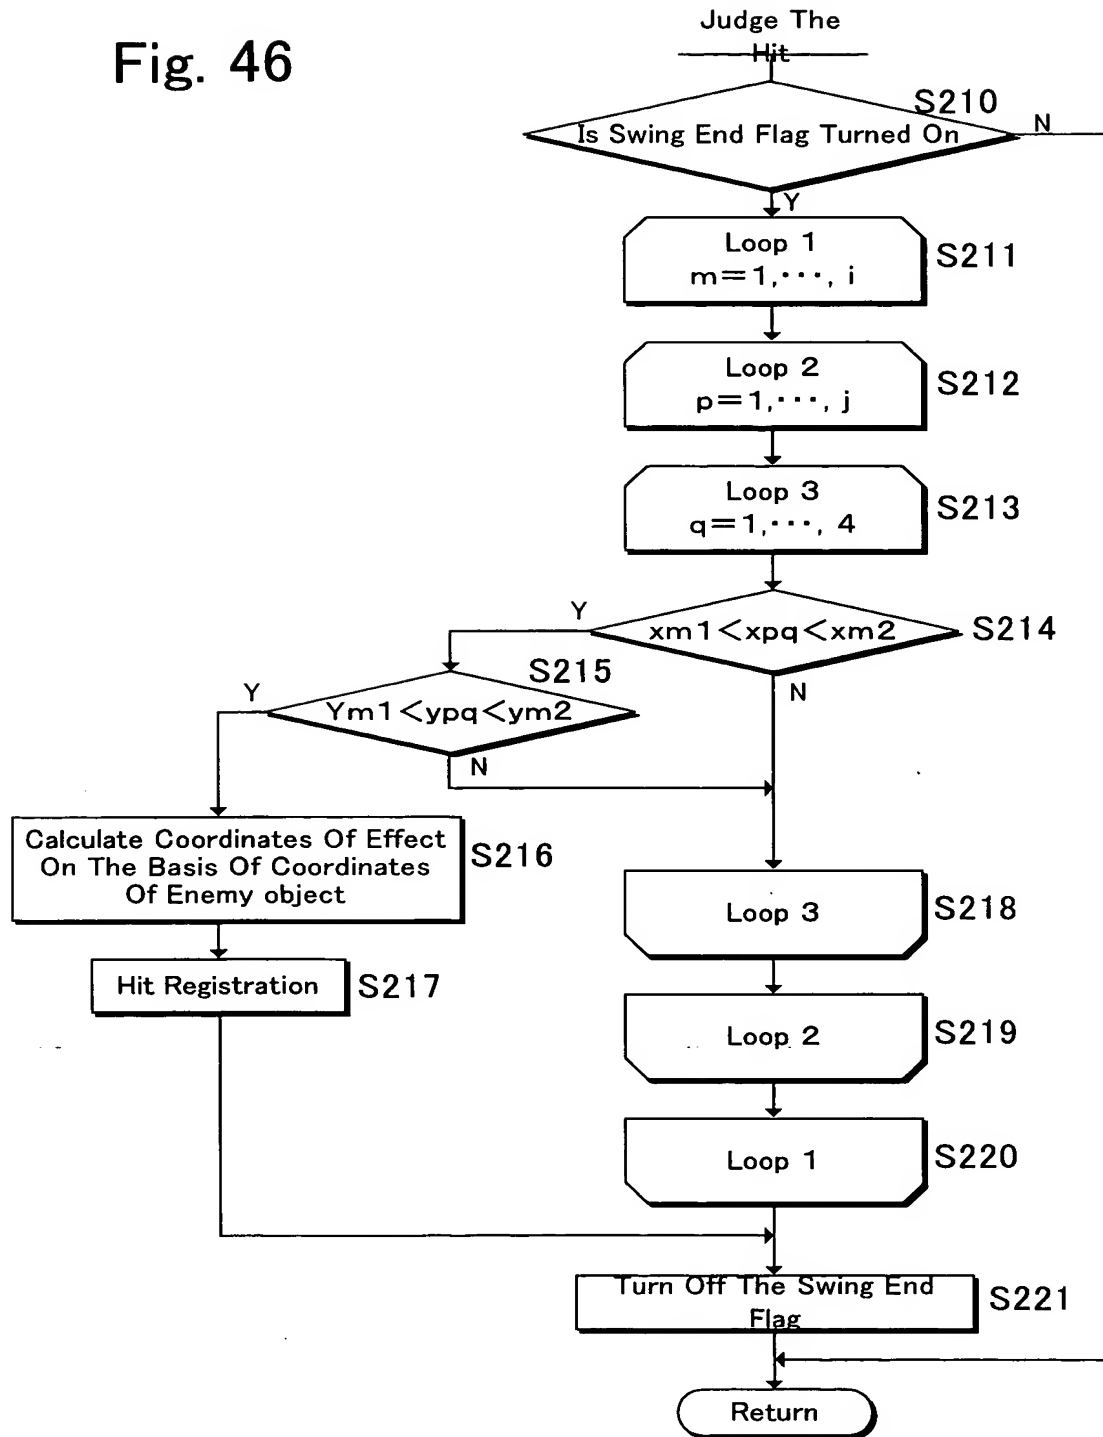 Fig. 46
Judge The
Hit
S210
Is Swing End Flag Turned On
N
Y
Loop 1
m=1,･･･, i
S211
Loop 2
p=1,･･･, j
S212
Loop 3
q=1,･･･, 4
S213
Y
xm1<xpq<xm2
S214
N
S215
Y
Ym1<ypq<ym2
N
Calculate Coordinates Of Effect
On The Basis Of Coordinates
Of Enemy object
S216
Hit Registration
S217
Loop 3
S218
Loop 2
S219
Loop 1
S220
Turn Off The Swing End
Flag
S221
Return